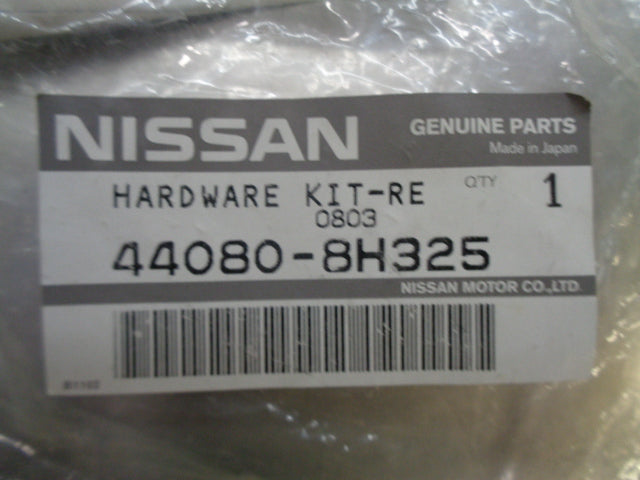 NISSAN
GENUINE PARTS
Made in Japan
HARDWARE KIT-RE QTY 1
0803
44080-8H325
NISSAN MOTOR CO.,LTD.